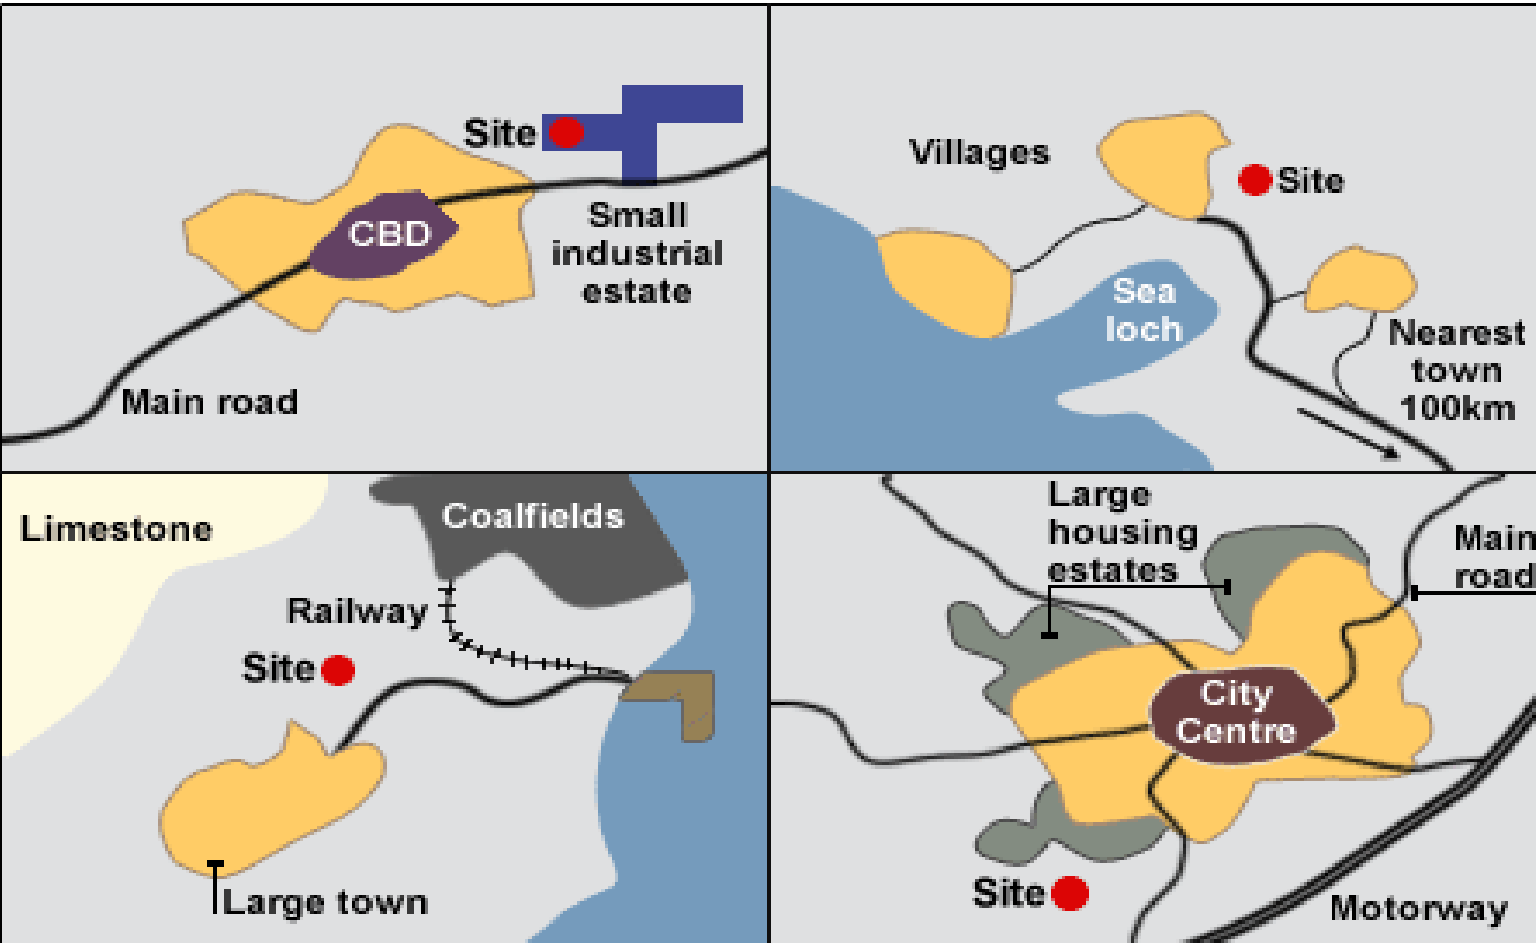 Site
CBD
Small
industrial
estate
Main road
Villages
Site
Sea
loch
Nearest
town
100km
Limestone
Coalfields
Railway
Site
Large town
Large
housing
estates
Main
road
City
Centre
Site
Motorway